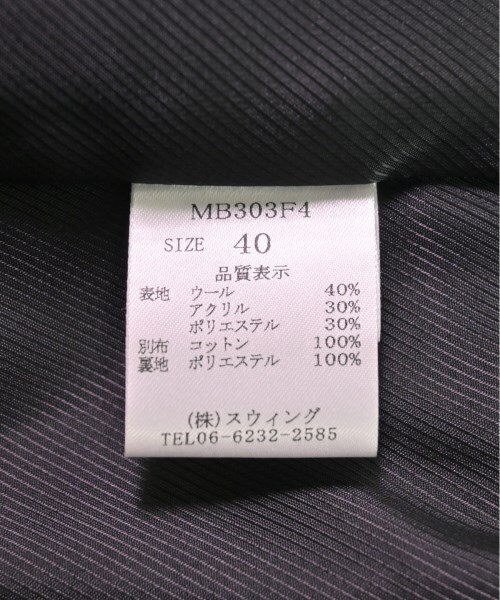 MB303F4
SIZE 40
品質表示
表地 ウール 40%
アクリル 30%
ポリエステル 30%
別布 コットン 100%
裏地 ポリエステル 100%
(株)スウィング
TEL06-6232-2585